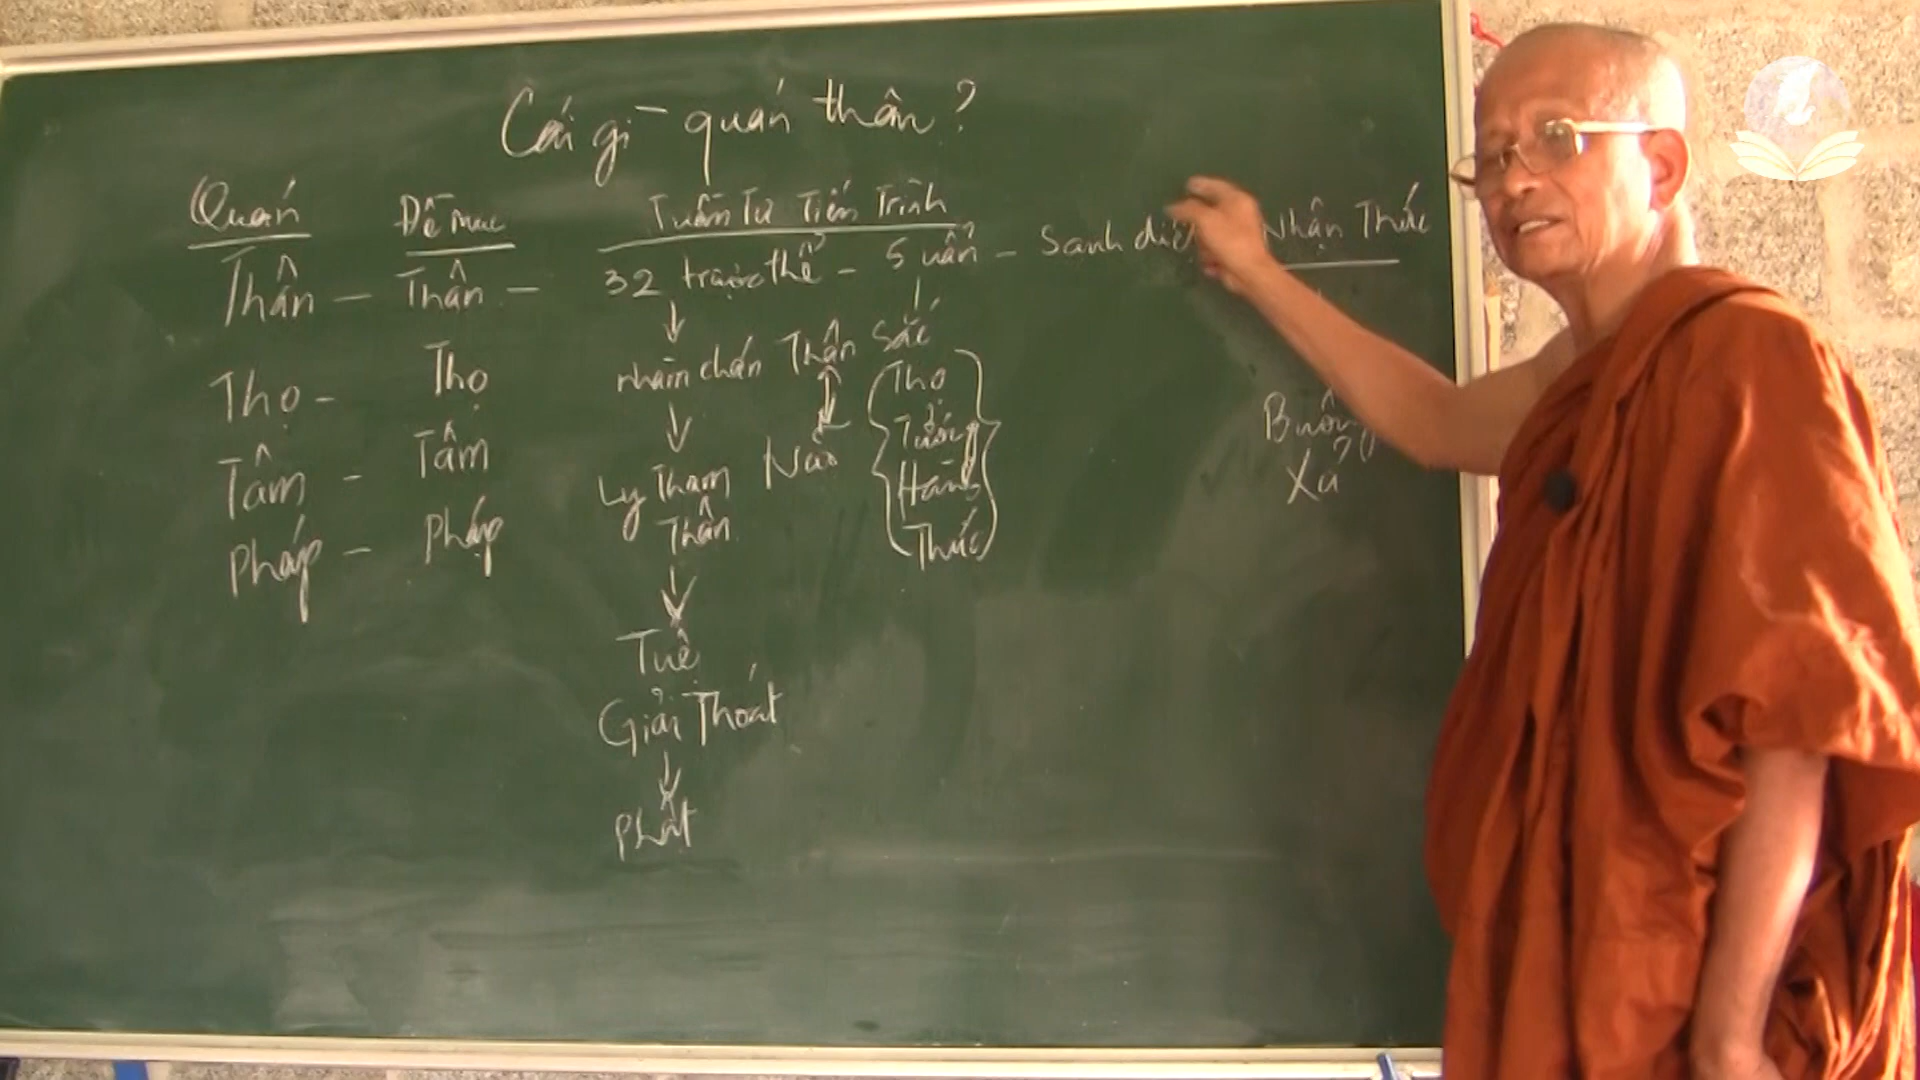 Cái gì - quán thân?
Quán Đề mục Tuần Tự Tiến Trình Nhận Thức
Thân - Thân - 32 trược thể - 5 uẩn - Sanh diệt
nhàm chán Thân Sắc
Thọ - Thọ Thọ
Tâm - Tâm Tưởng Buông
Ly Tham Não Hành Xả
Thân Thức
Pháp - Pháp
Tuệ
Giải Thoát
Phật